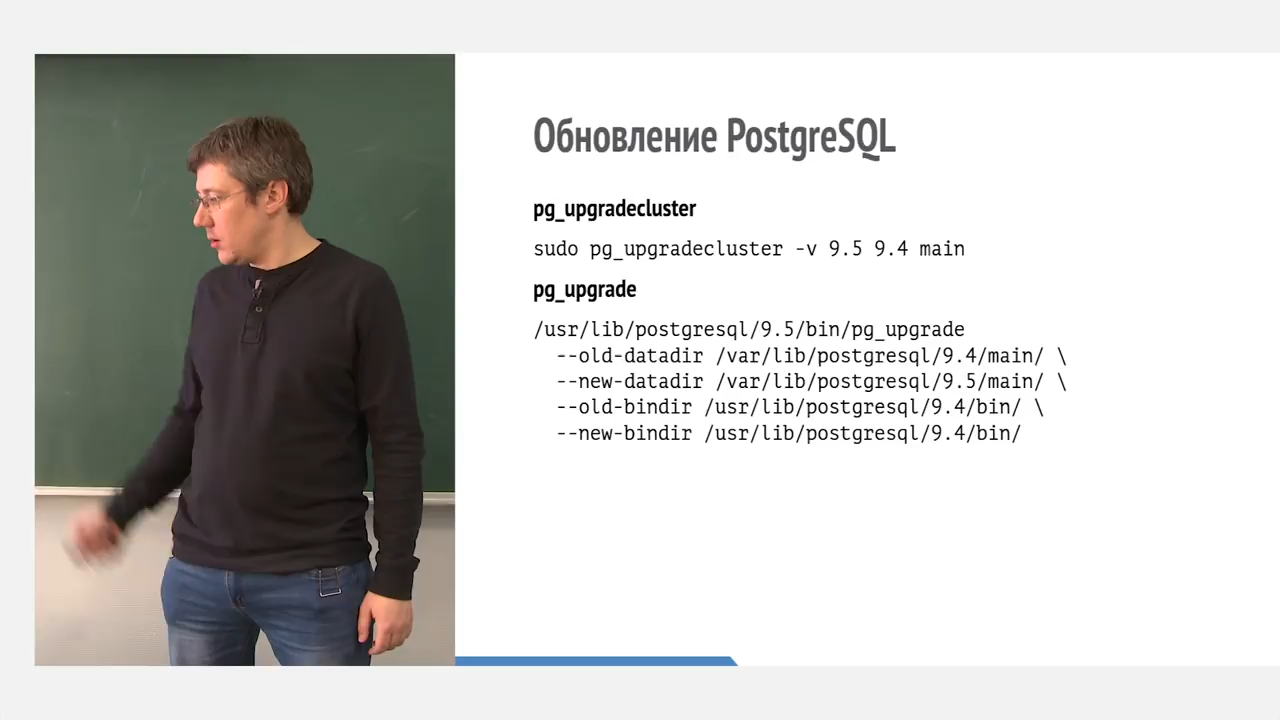 Обновление PostgreSQL
pg_upgradecluster
sudo pg_upgradecluster -v 9.5 9.4 main
pg_upgrade
/usr/lib/postgresql/9.5/bin/pg_upgrade
--old-datadir /var/lib/postgresql/9.4/main/ \
--new-datadir /var/lib/postgresql/9.5/main/ \
--old-bindir /usr/lib/postgresql/9.4/bin/ \
--new-bindir /usr/lib/postgresql/9.4/bin/